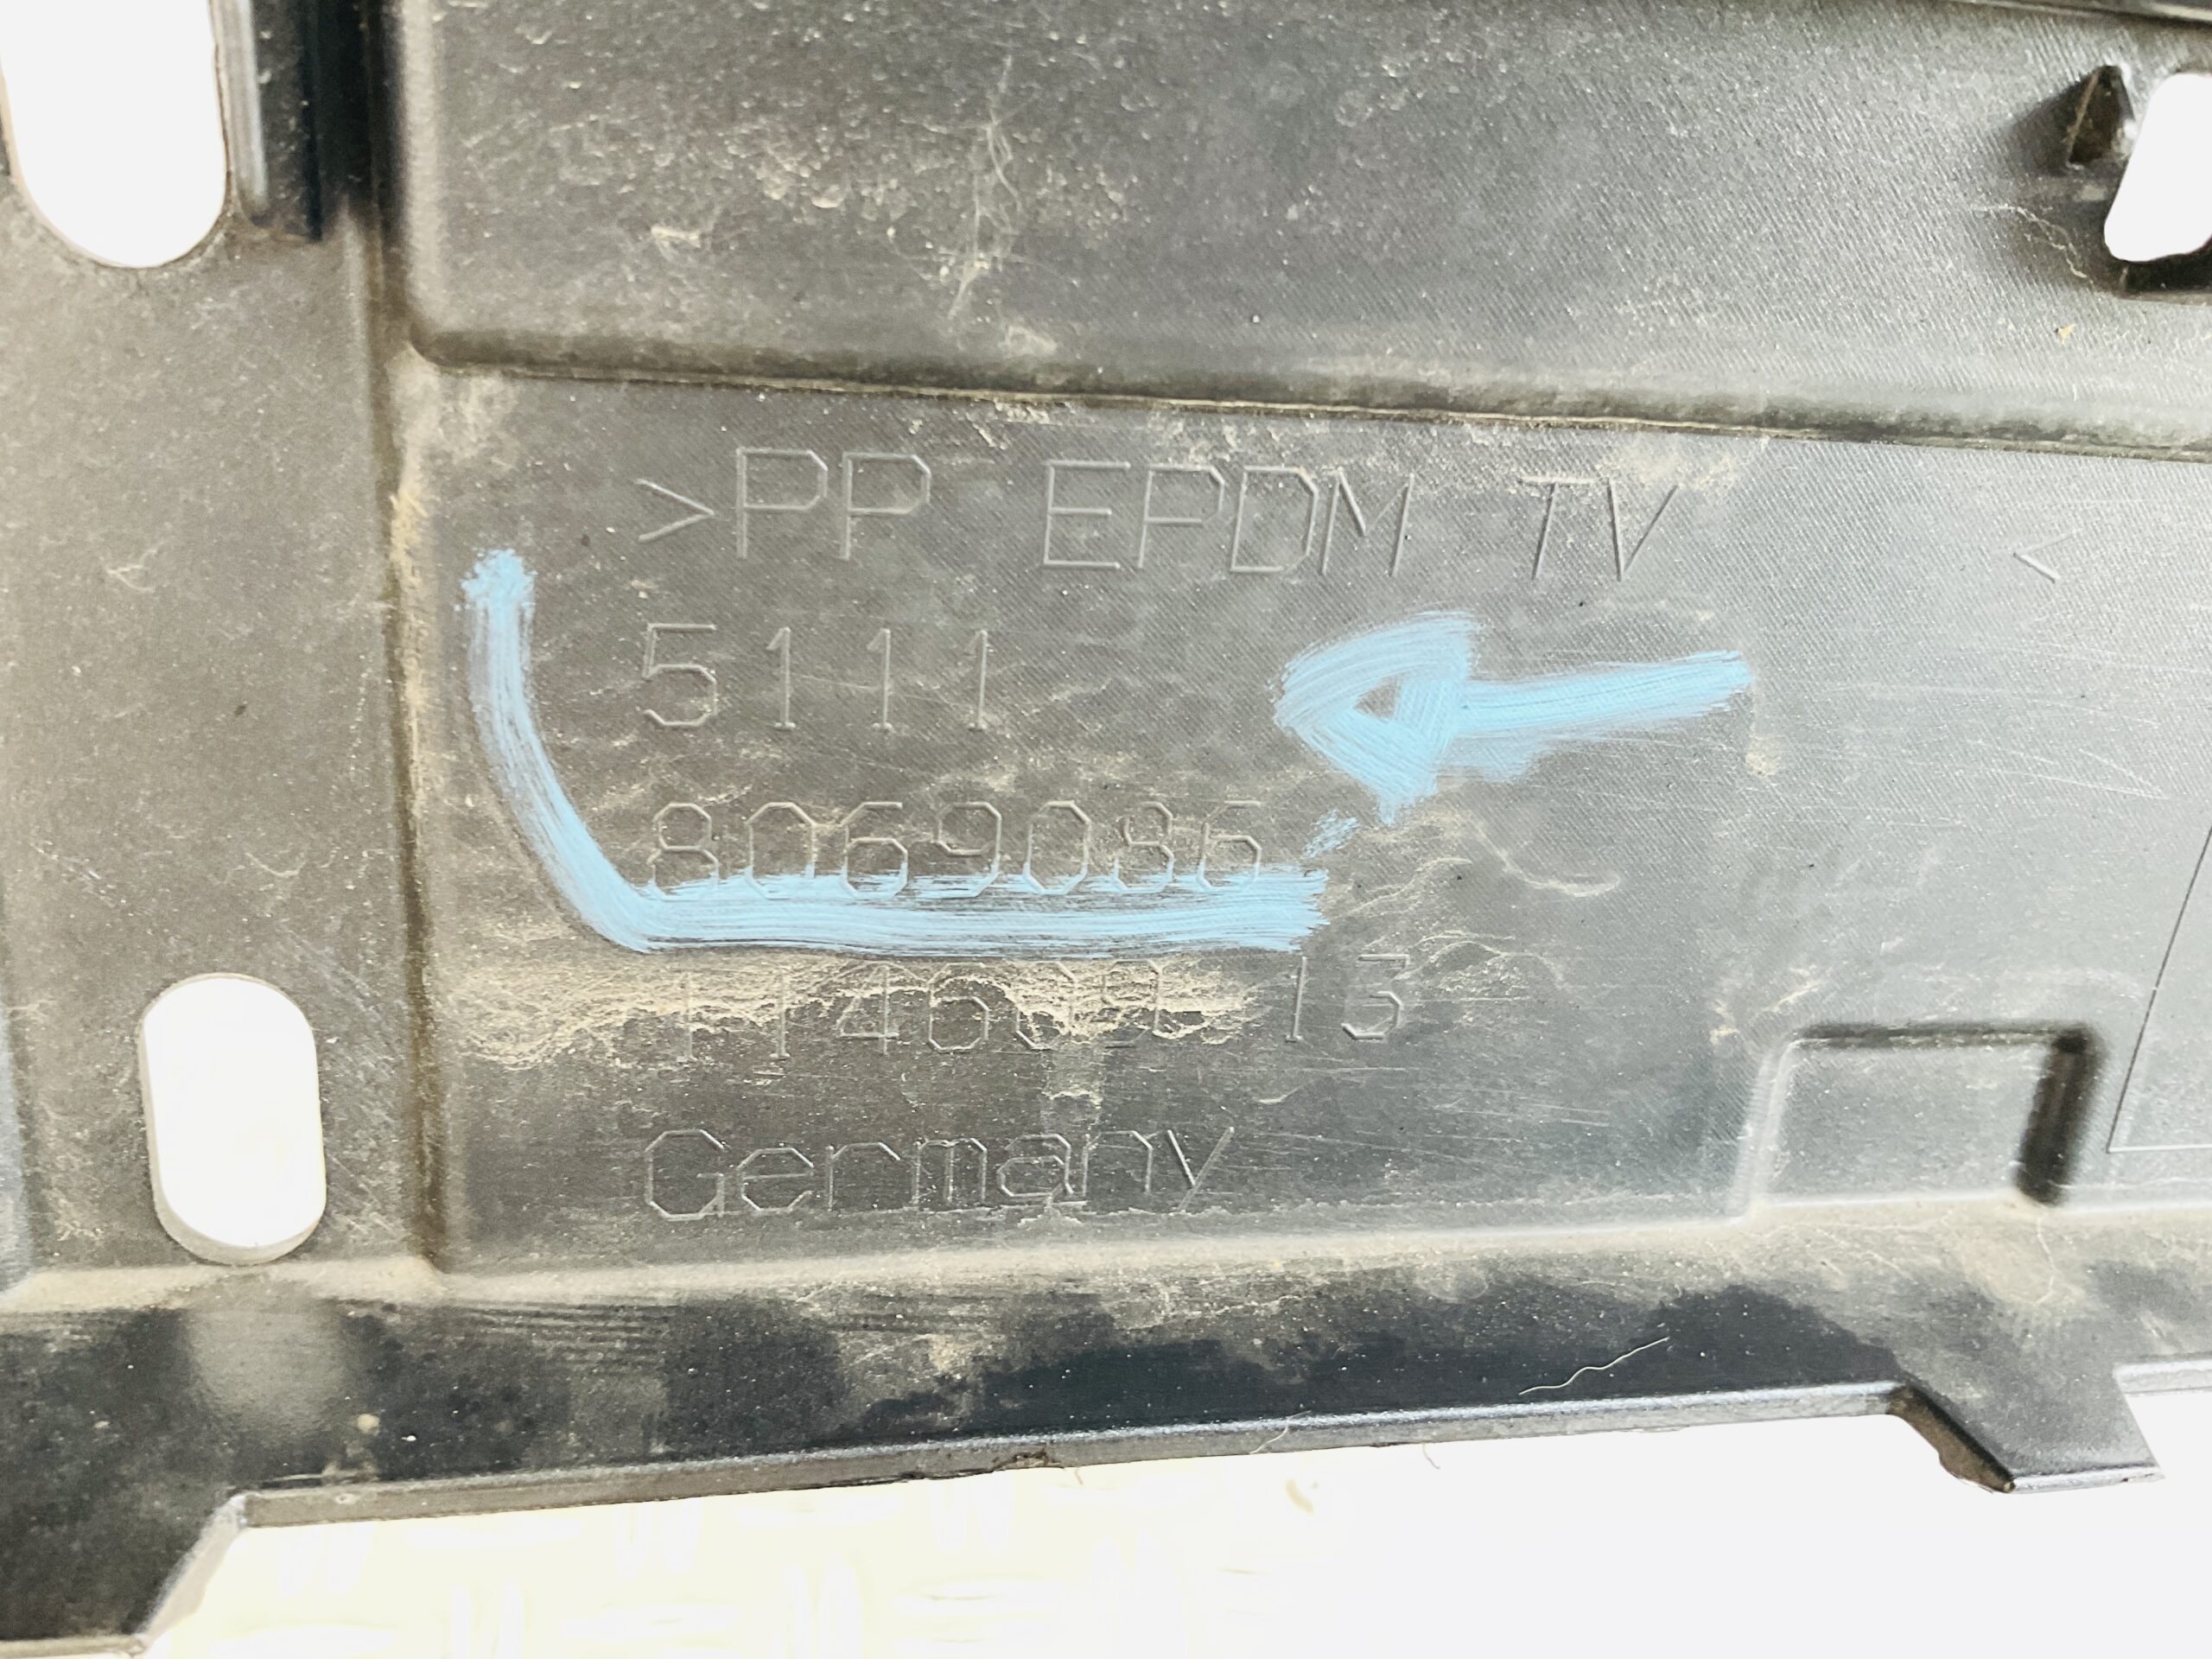 >PP EPDM TV <
5111
8069086
Germany